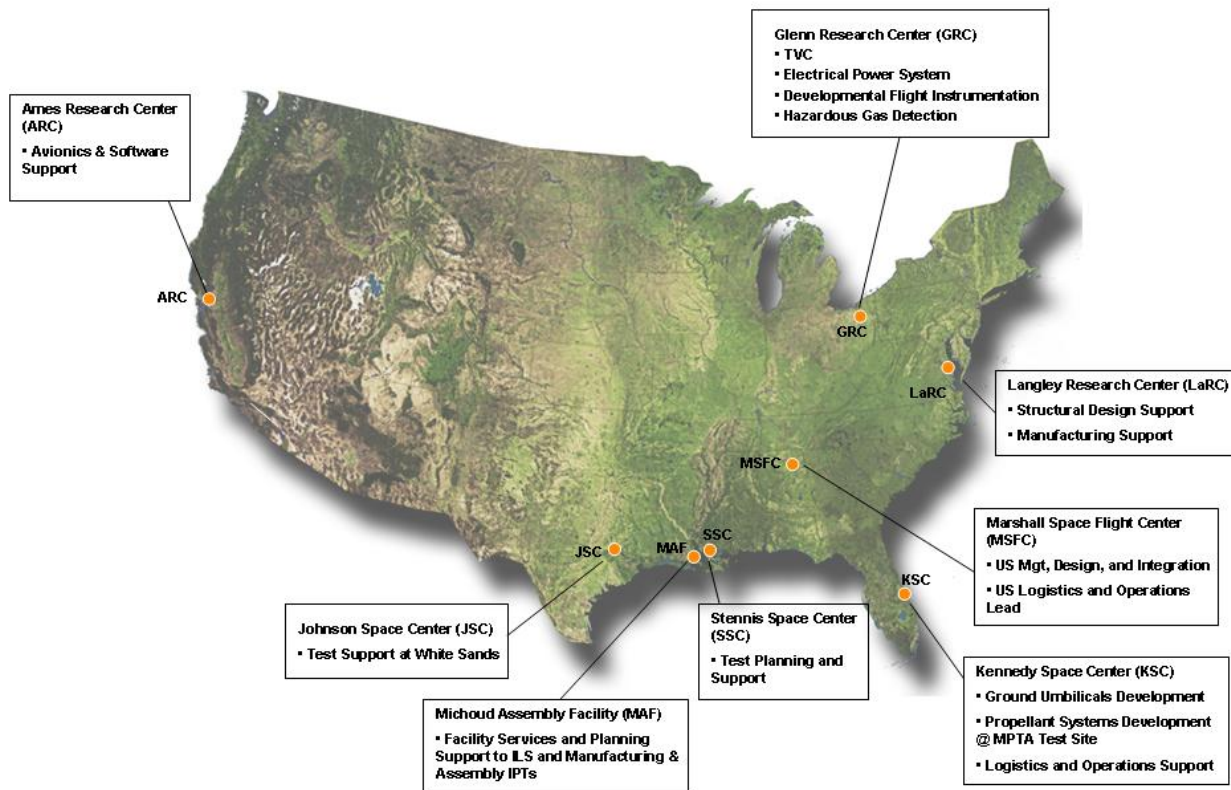 Glenn Research Center (GRC)
▪ TVC
▪ Electrical Power System
▪ Developmental Flight Instrumentation
▪ Hazardous Gas Detection
Ames Research Center
(ARC)
▪ Avionics & Software
Support
ARC
GRC
LaRC
Langley Research Center (LaRC)
▪ Structural Design Support
▪ Manufacturing Support
MSFC
Marshall Space Flight Center
(MSFC)
▪ US Mgt, Design, and Integration
▪ US Logistics and Operations
Lead
JSC
MAF
SSC
KSC
Johnson Space Center (JSC)
▪ Test Support at White Sands
Stennis Space Center
(SSC)
▪ Test Planning and
Support
Michoud Assembly Facility (MAF)
▪ Facility Services and Planning
Support to ILS and Manufacturing &
Assembly IPTs
Kennedy Space Center (KSC)
▪ Ground Umbilicals Development
▪ Propellant Systems Development
@ MPTA Test Site
▪ Logistics and Operations Support